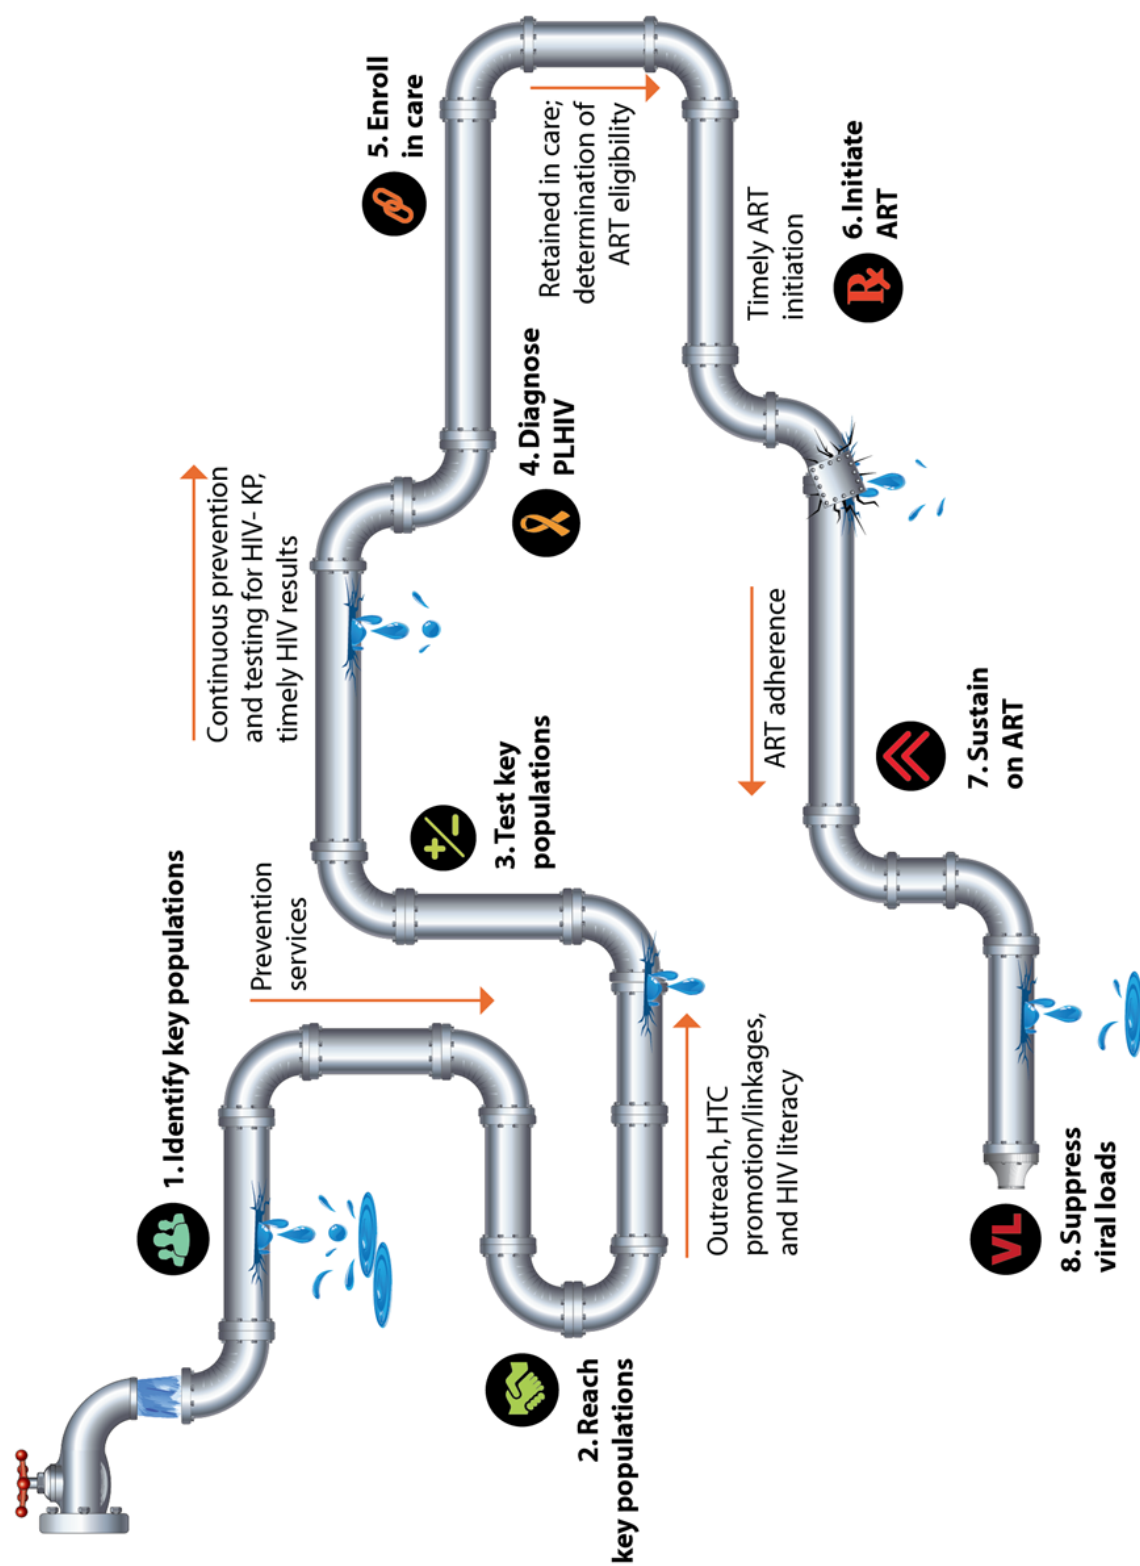 1. Identify key populations
Prevention
services
2. Reach
key populations
Outreach, HTC
promotion/linkages,
and HIV literacy
3. Test key
populations
Continuous prevention
and testing for HIV- KP,
timely HIV results
4. Diagnose
PLHIV
5. Enroll
in care
Retained in care;
determination of
ART eligibility
Timely ART
initiation
Rx
6. Initiate
ART
ART adherence
7. Sustain
on ART
VL
8. Suppress
viral loads